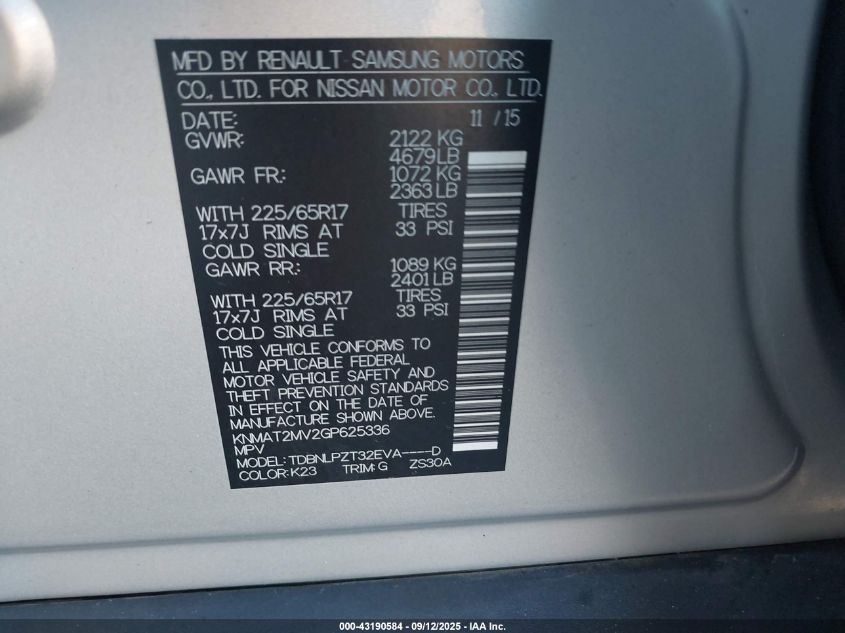 MFD BY RENAULT SAMSUNG MOTORS
CO., LTD. FOR NISSAN MOTOR CO., LTD.
DATE: 11 / 15
GVWR: 2122 KG
4679LB
GAWR FR.: 1072 KG
2363 LB
WITH 225/65R17 TIRES
17x7J RIMS AT 33 PSI
COLD SINGLE
GAWR RR.: 1089 KG
2401 LB
WITH 225/65R17 TIRES
17x7J RIMS AT 33 PSI
COLD SINGLE
THIS VEHICLE CONFORMS TO
ALL APPLICABLE FEDERAL
MOTOR VEHICLE SAFETY AND
THEFT PREVENTION STANDARDS
IN EFFECT ON THE DATE OF
MANUFACTURE SHOWN ABOVE.
KNMAT2MV2GP625336
MPV
MODEL: TDBNLPZT32EVA----D
COLOR: K23 TRIM: G ZS30A
000-43190584 - 09/12/2025 - IAA Inc.